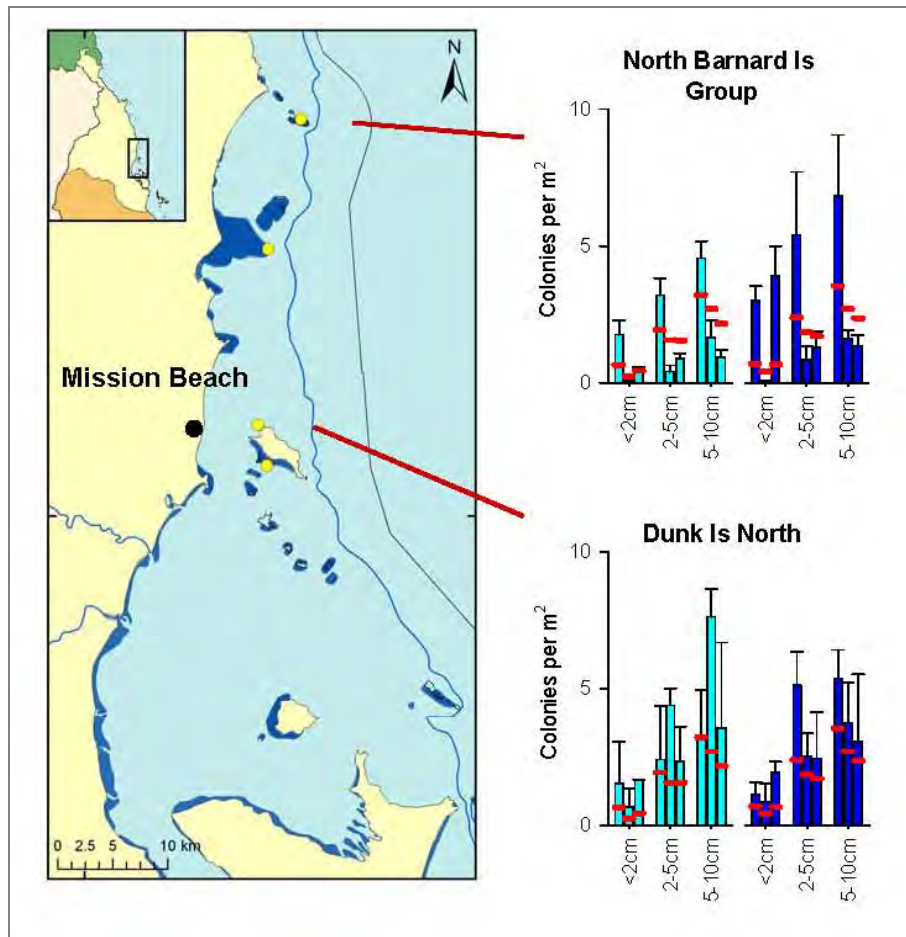 N
Mission Beach
0 2.5 5 10 km
North Barnard Is
Group
10
5
0
Colonies per m²
<2cm
2-5cm
5-10cm
<2cm
2-5cm
5-10cm
Dunk Is North
10
5
0
Colonies per m²
<2cm
2-5cm
5-10cm
<2cm
2-5cm
5-10cm